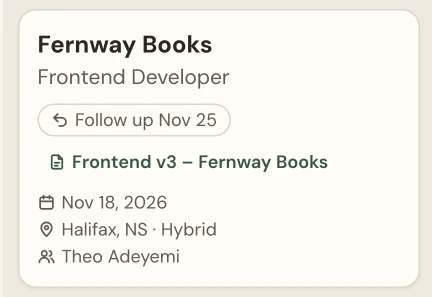 Fernway Books
Frontend Developer
Follow up Nov 25
Frontend v3 – Fernway Books
Nov 18, 2026
Halifax, NS · Hybrid
Theo Adeyemi